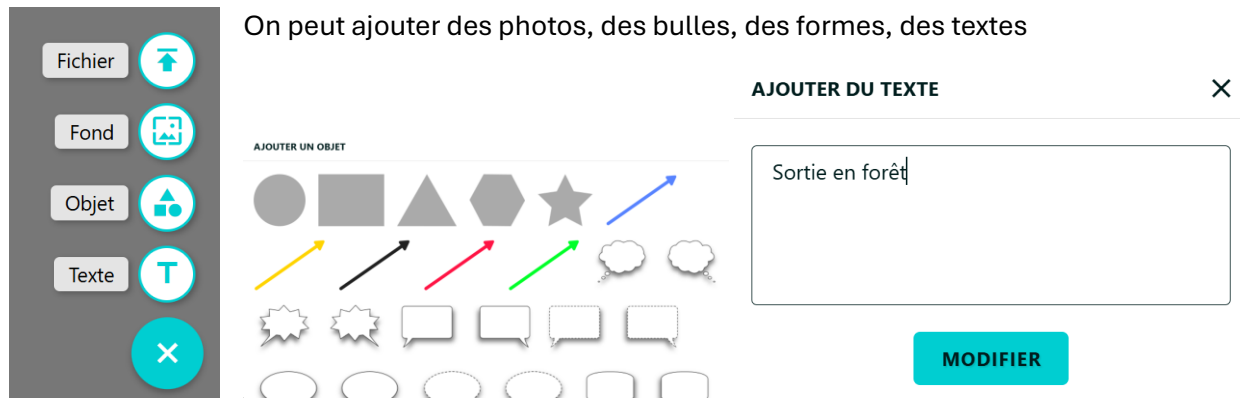 On peut ajouter des photos, des bulles, des formes, des textes
Fichier
Fond
Objet
Texte
T
AJOUTER UN OBJET
AJOUTER DU TEXTE
Sortie en forêt
MODIFIER